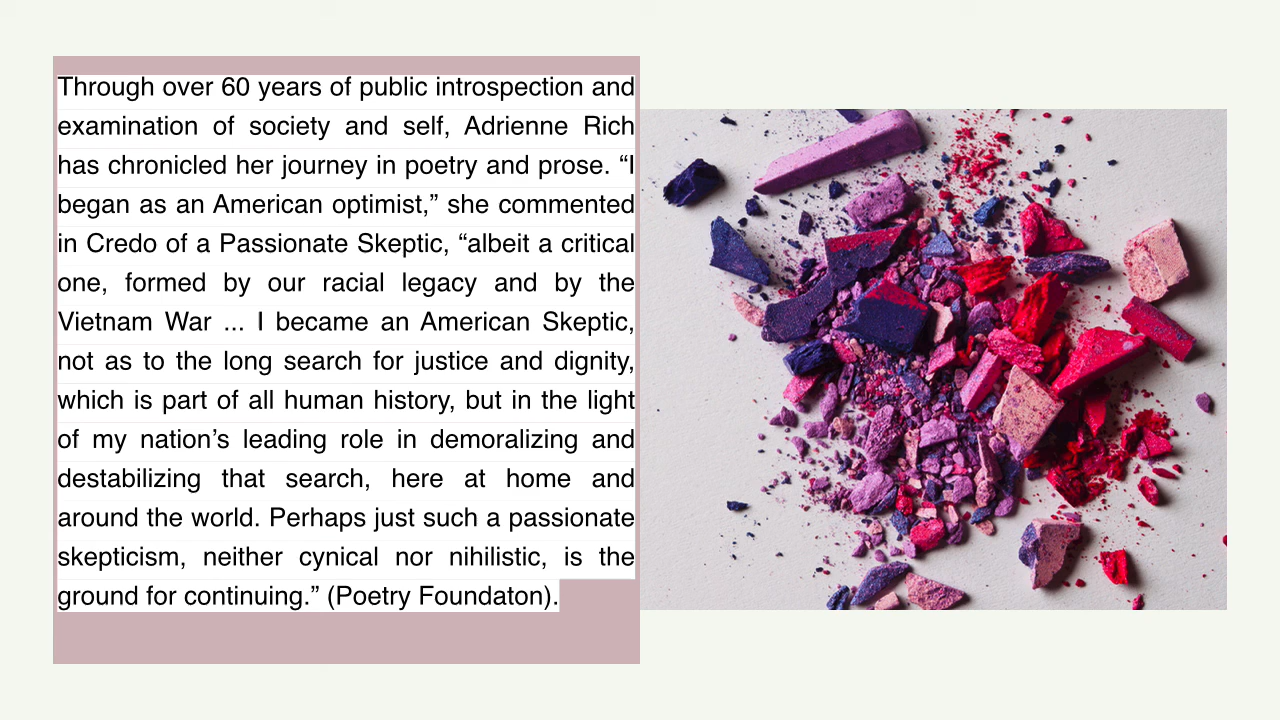 Through over 60 years of public introspection and
examination of society and self, Adrienne Rich
has chronicled her journey in poetry and prose. “I
began as an American optimist,” she commented
in Credo of a Passionate Skeptic, “albeit a critical
one, formed by our racial legacy and by the
Vietnam War ... I became an American Skeptic,
not as to the long search for justice and dignity,
which is part of all human history, but in the light
of my nation’s leading role in demoralizing and
destabilizing that search, here at home and
around the world. Perhaps just such a passionate
skepticism, neither cynical nor nihilistic, is the
ground for continuing.” (Poetry Foundaton).